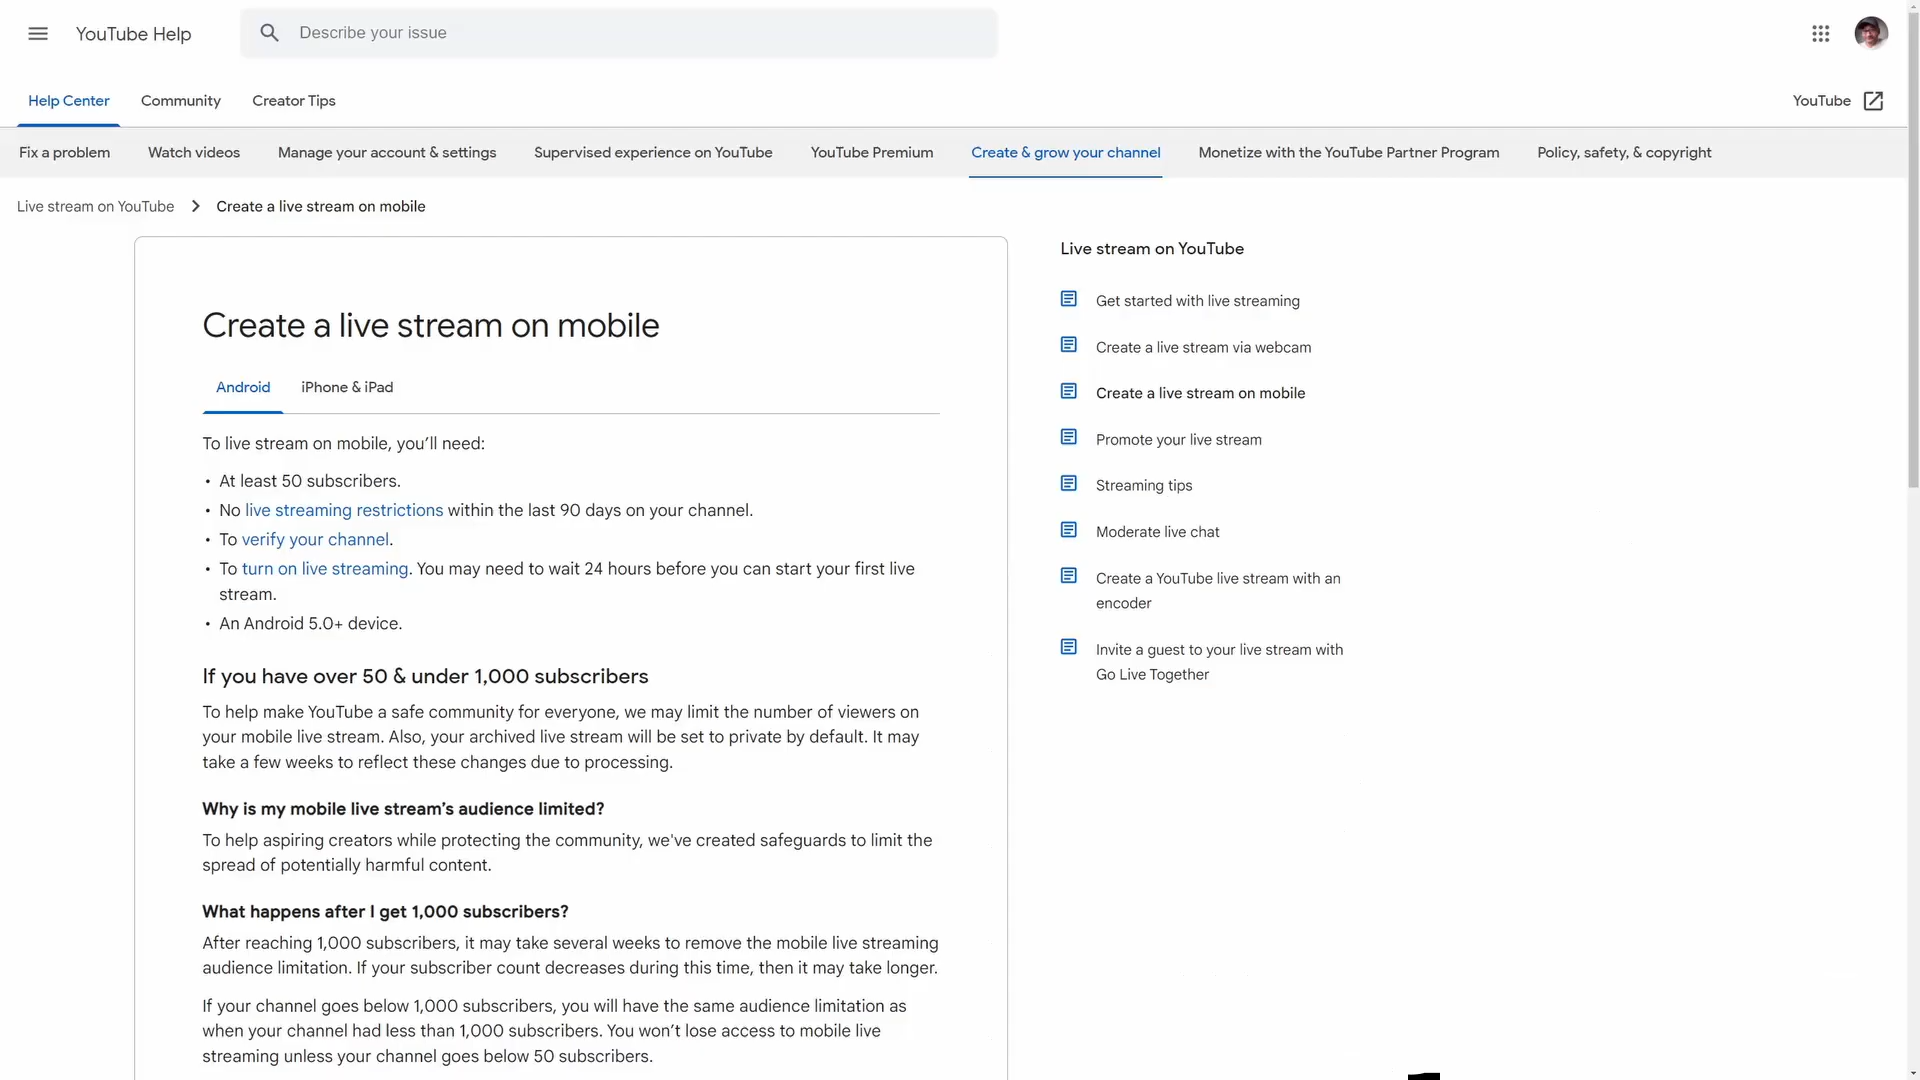 YouTube Help
Describe your issue
Help Center
Community
Creator Tips
YouTube
Fix a problem
Watch videos
Manage your account & settings
Supervised experience on YouTube
YouTube Premium
Create & grow your channel
Monetize with the YouTube Partner Program
Policy, safety, & copyright
Live stream on YouTube
Create a live stream on mobile
Create a live stream on mobile
Android
iPhone & iPad
To live stream on mobile, you’ll need:
• At least 50 subscribers.
• No live streaming restrictions within the last 90 days on your channel.
• To verify your channel.
• To turn on live streaming. You may need to wait 24 hours before you can start your first live
stream.
• An Android 5.0+ device.
If you have over 50 & under 1,000 subscribers
To help make YouTube a safe community for everyone, we may limit the number of viewers on
your mobile live stream. Also, your archived live stream will be set to private by default. It may
take a few weeks to reflect these changes due to processing.
Why is my mobile live stream’s audience limited?
To help aspiring creators while protecting the community, we've created safeguards to limit the
spread of potentially harmful content.
What happens after I get 1,000 subscribers?
After reaching 1,000 subscribers, it may take several weeks to remove the mobile live streaming
audience limitation. If your subscriber count decreases during this time, then it may take longer.
If your channel goes below 1,000 subscribers, you will have the same audience limitation as
when your channel had less than 1,000 subscribers. You won’t lose access to mobile live
streaming unless your channel goes below 50 subscribers.
Live stream on YouTube
Get started with live streaming
Create a live stream via webcam
Create a live stream on mobile
Promote your live stream
Streaming tips
Moderate live chat
Create a YouTube live stream with an
encoder
Invite a guest to your live stream with
Go Live Together